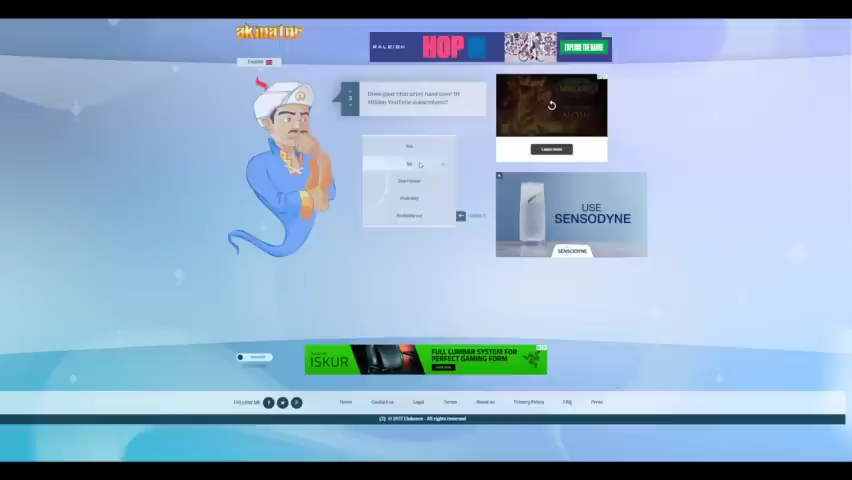 akinator
RALEIGH HOP EXPLORE THE RANGE
English
3
Does your character have over 10
Million YouTube subscribers?
Yes
No
Don't know
Probably
Probably not
NOW
Learn more
USE
SENSODYNE
SENSODYNE
ISKUR
FULL LUMBAR SYSTEM FOR
PERFECT GAMING FORM
FOLLOW ME
Home Contact us Legal Terms About us Privacy Policy FAQ Press
© 2017 Elokence - All rights reserved